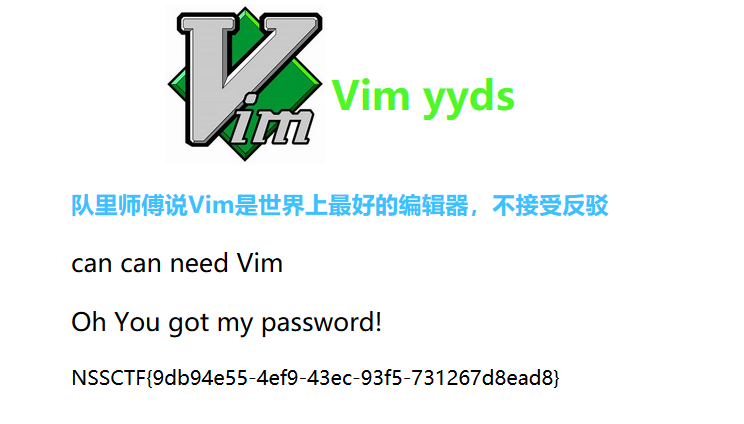 Vim
Vim yyds
队里师傅说Vim是世界上最好的编辑器，不接受反驳
can can need Vim
Oh You got my password!
NSSCTF{9db94e55-4ef9-43ec-93f5-731267d8ead8}